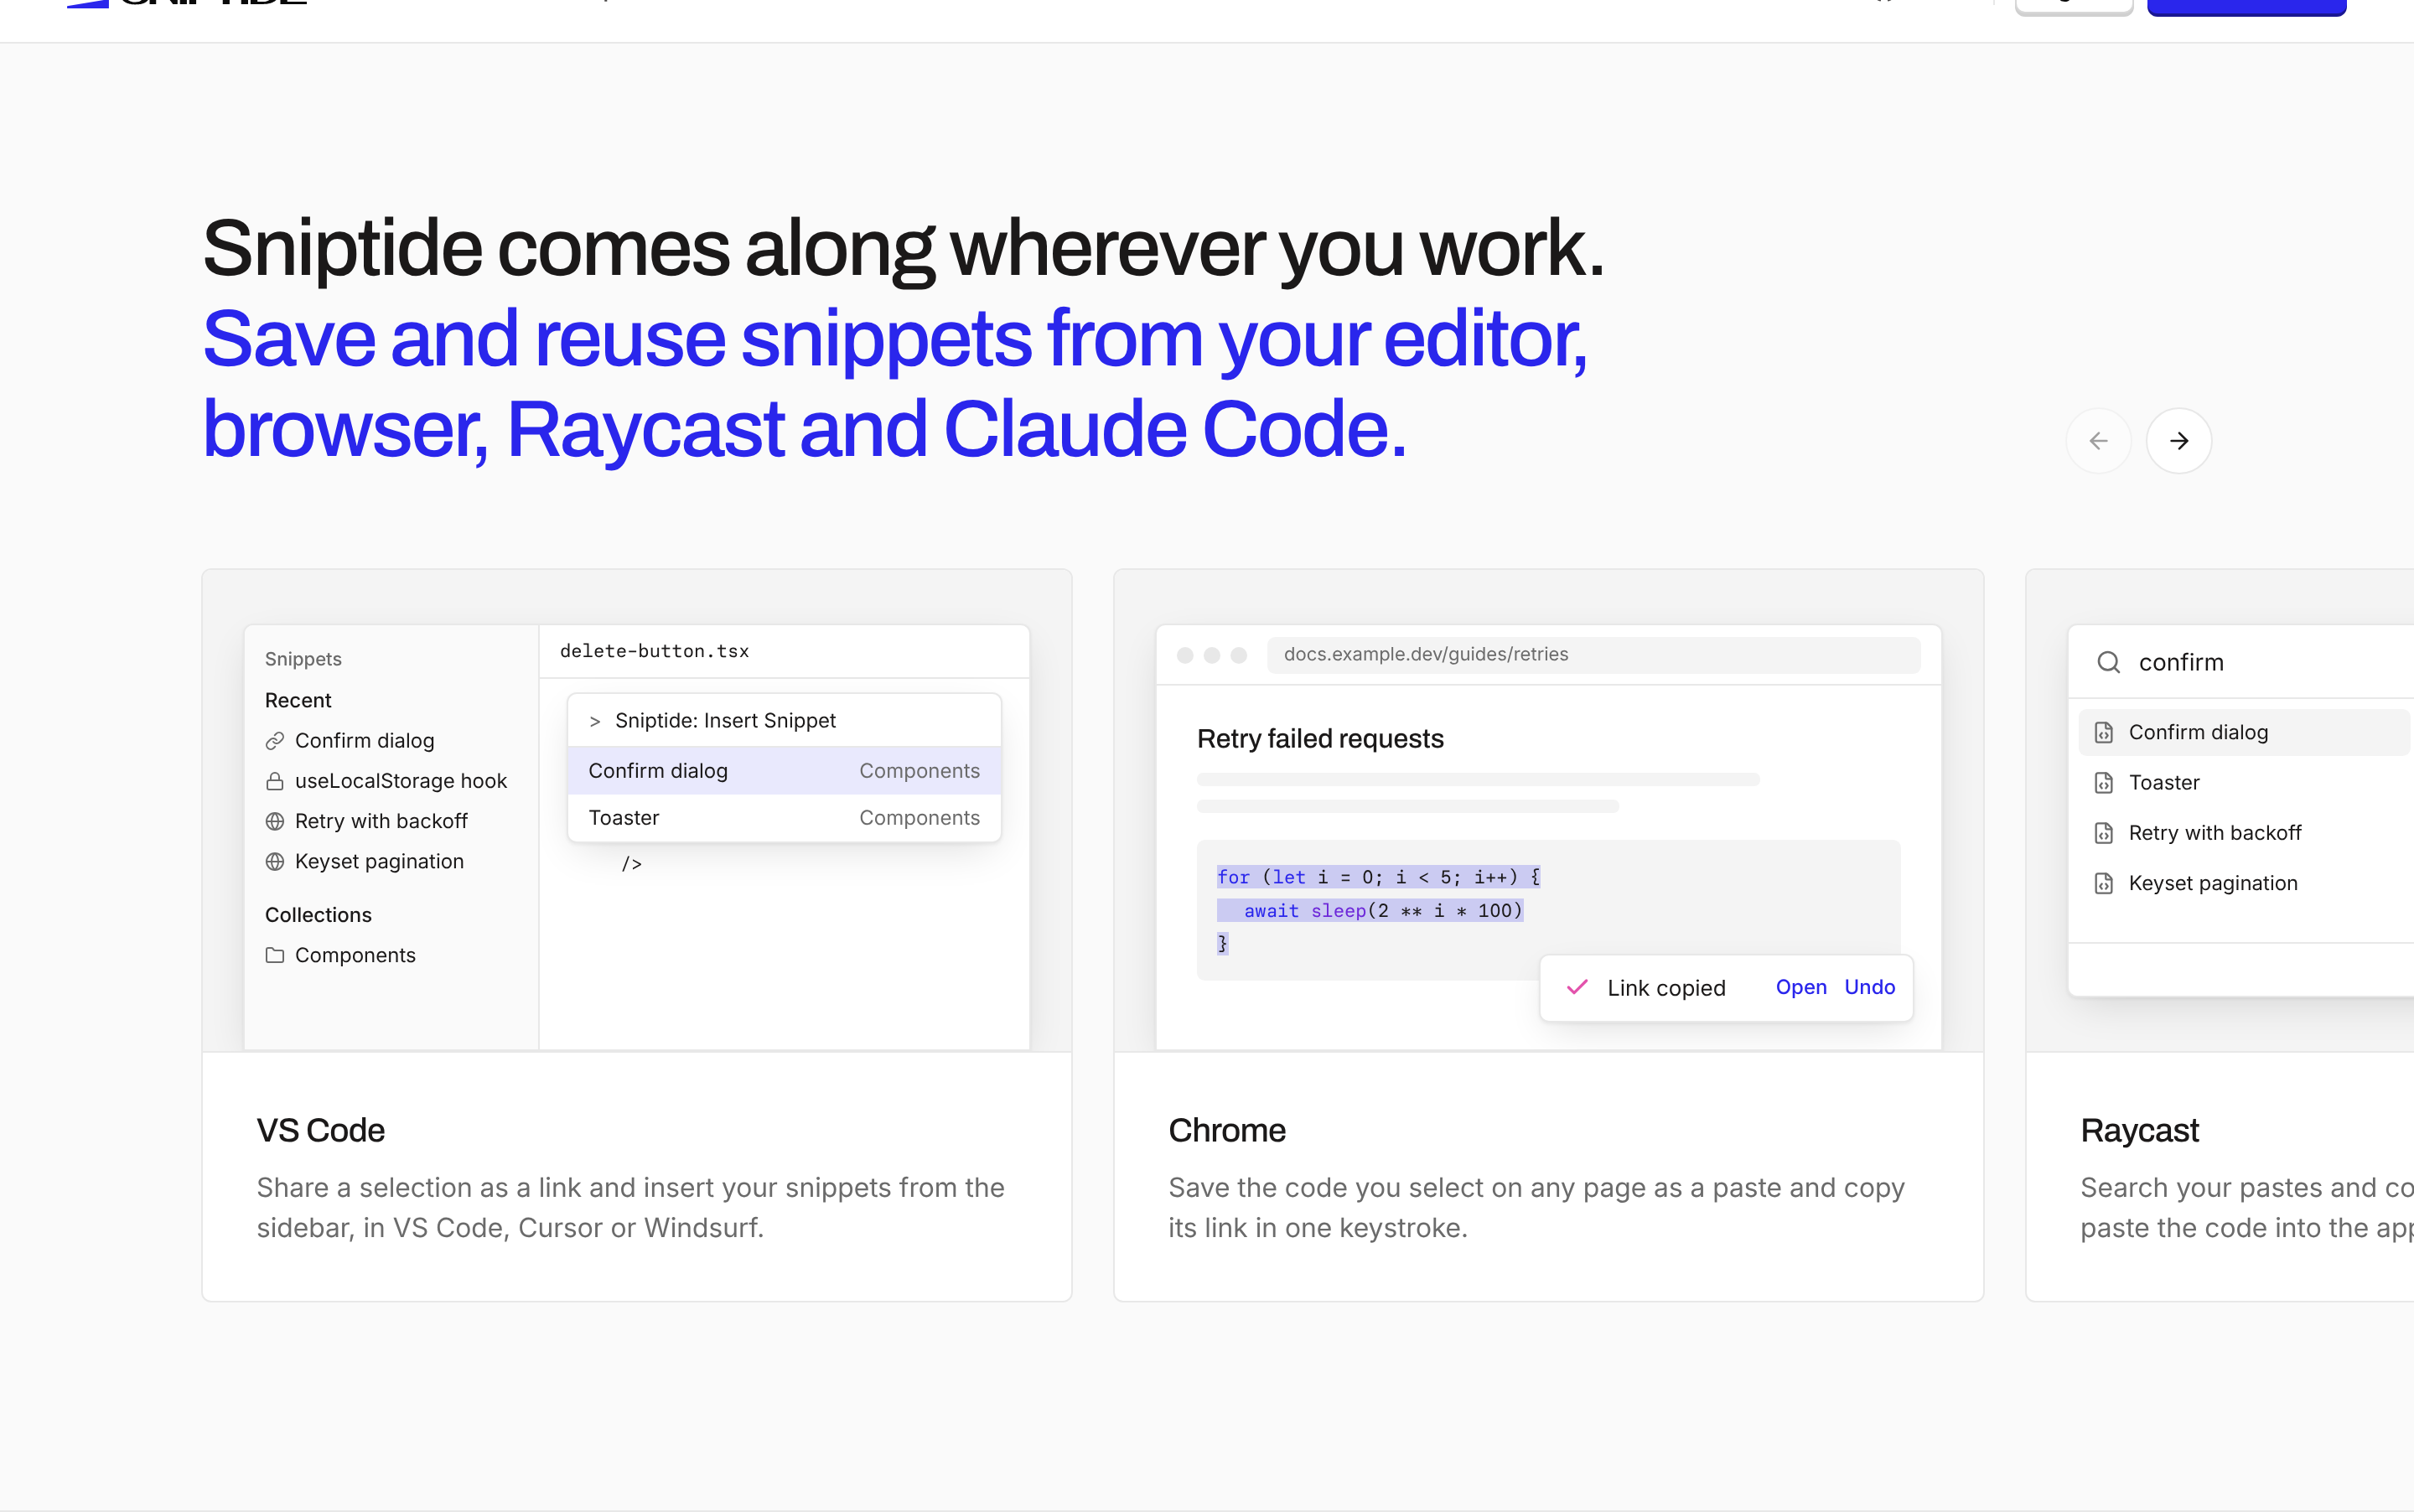 SNIPTIDE
Sniptide comes along wherever you work.
Save and reuse snippets from your editor,
browser, Raycast and Claude Code.
Snippets
Recent
Confirm dialog
useLocalStorage hook
Retry with backoff
Keyset pagination
Collections
Components
delete-button.tsx
> Sniptide: Insert Snippet
Confirm dialog Components
Toaster Components
/>
VS Code
Share a selection as a link and insert your snippets from the
sidebar, in VS Code, Cursor or Windsurf.
docs.example.dev/guides/retries
Retry failed requests
for (let i = 0; i < 5; i++) {
  await sleep(2 ** i * 100)
}
Link copied Open Undo
Chrome
Save the code you select on any page as a paste and copy
its link in one keystroke.
confirm
Confirm dialog
Toaster
Retry with backoff
Keyset pagination
Raycast
Search your pastes and
paste the code into the